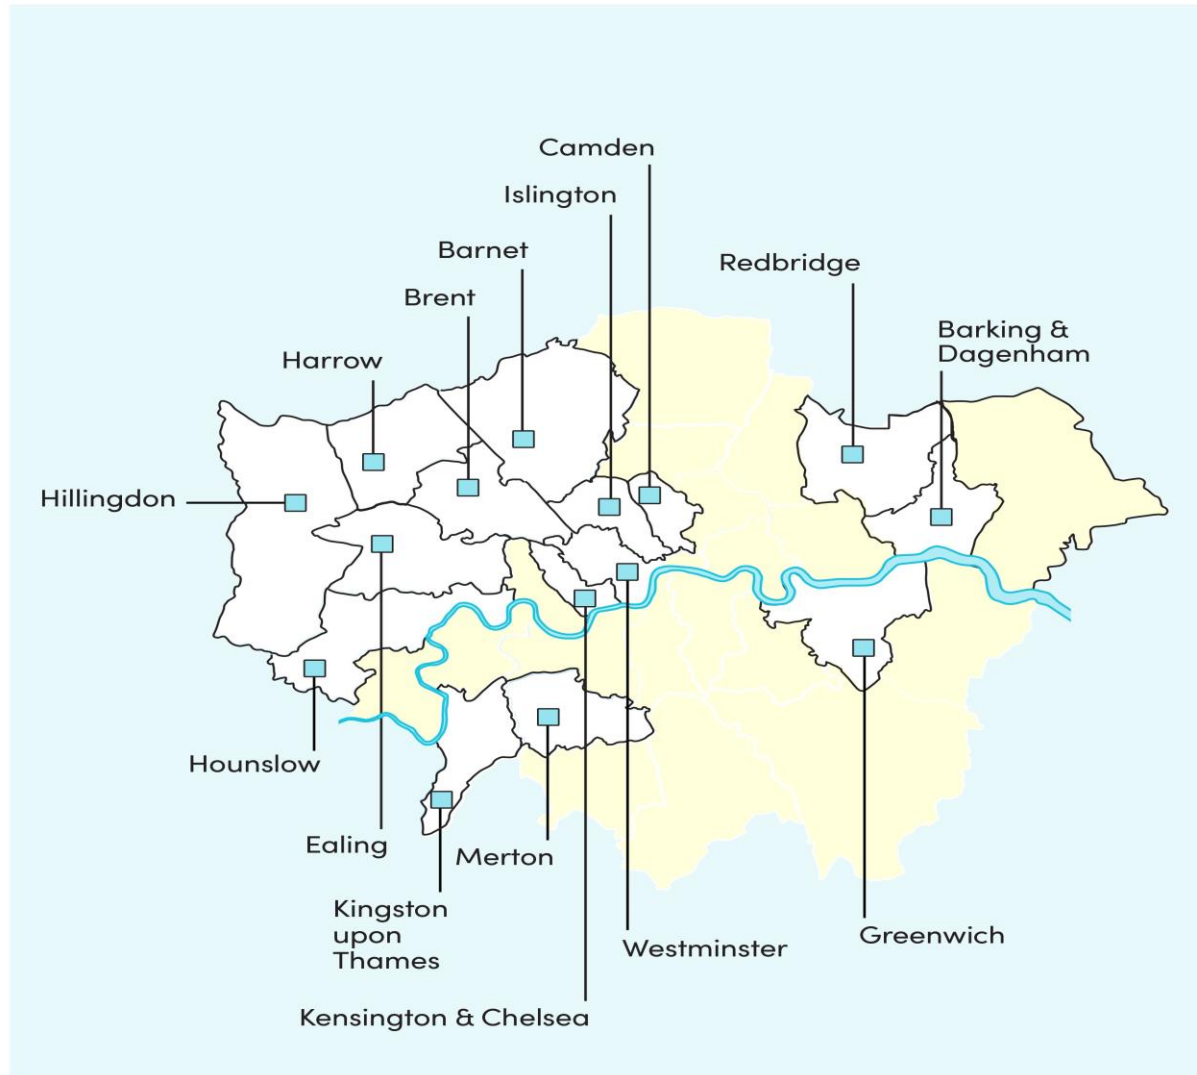 Camden
Islington
Barnet
Redbridge
Brent
Barking &
Dagenham
Harrow
Hillingdon
Hounslow
Ealing
Merton
Kingston
upon
Thames
Westminster
Greenwich
Kensington & Chelsea